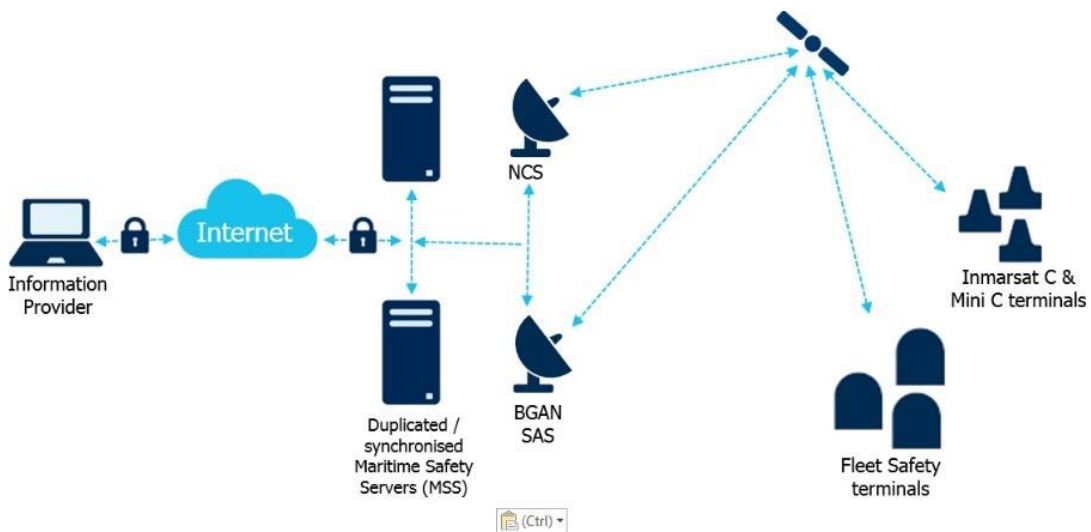 NCS
Internet
Information
Provider
Inmarsat C &
Mini C terminals
Duplicated /
synchronised
Maritime Safety
Servers (MSS)
BGAN
SAS
Fleet Safety
terminals
(Ctrl)